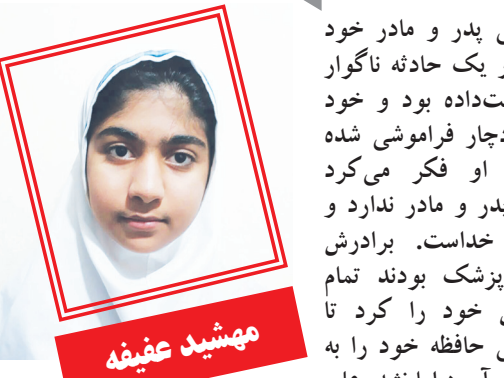 پدر و مادر خود
یک حادثه ناگوار
داده بود و خود
دچار فراموشی شده
او فکر می‌کرد
پدر و مادر ندارد و
خداست. برادرش
پزشک بودند تمام
خود را کرد تا
حافظه خود را به
مهشید عفیفه